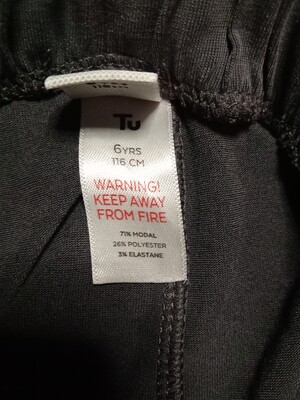 Tu
6YRS
116 CM
WARNING!
KEEP AWAY
FROM FIRE
71% MODAL
26% POLYESTER
3% ELASTANE